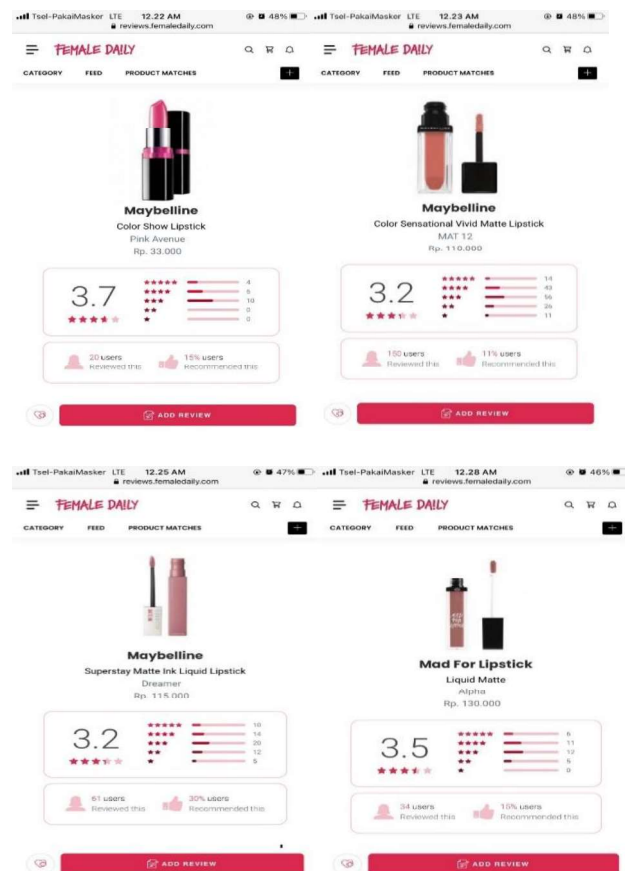 Tsel-PakaiMasker LTE 12.22 AM 48%
reviews.femaledaily.com
FEMALE DAILY
CATEGORY FEED PRODUCT MATCHES
Maybelline
Color Show Lipstick
Pink Avenue
Rp. 33.000
3.7
4
10
0
0
20 users
Reviewed this
15% users
Recommended this
ADD REVIEW
Tsel-PakaiMasker LTE 12.23 AM 48%
reviews.femaledaily.com
FEMALE DAILY
CATEGORY FEED PRODUCT MATCHES
Maybelline
Color Sensational Vivid Matte Lipstick
MAT 12
Rp. 110.000
3.2
14
43
56
11
users
Reviewed this
11% users
Recommended this
ADD REVIEW
Tsel-PakaiMasker LTE 12.25 AM 47%
reviews.femaledaily.com
FEMALE DAILY
CATEGORY FEED PRODUCT MATCHES
Maybelline
Superstay Matte Ink Liquid Lipstick
Dreamer
Rp. 115.000
3.2
10
14
20
12
5
61 users
Reviewed this
30% users
Recommended this
ADD REVIEW
Tsel-PakaiMasker LTE 12.28 AM 46%
reviews.femaledaily.com
FEMALE DAILY
CATEGORY FEED PRODUCT MATCHES
Mad For Lipstick
Liquid Matte
Alpha
Rp. 130.000
3.5
11
12
5
0
34 users
Reviewed this
15% users
Recommended this
ADD REVIEW